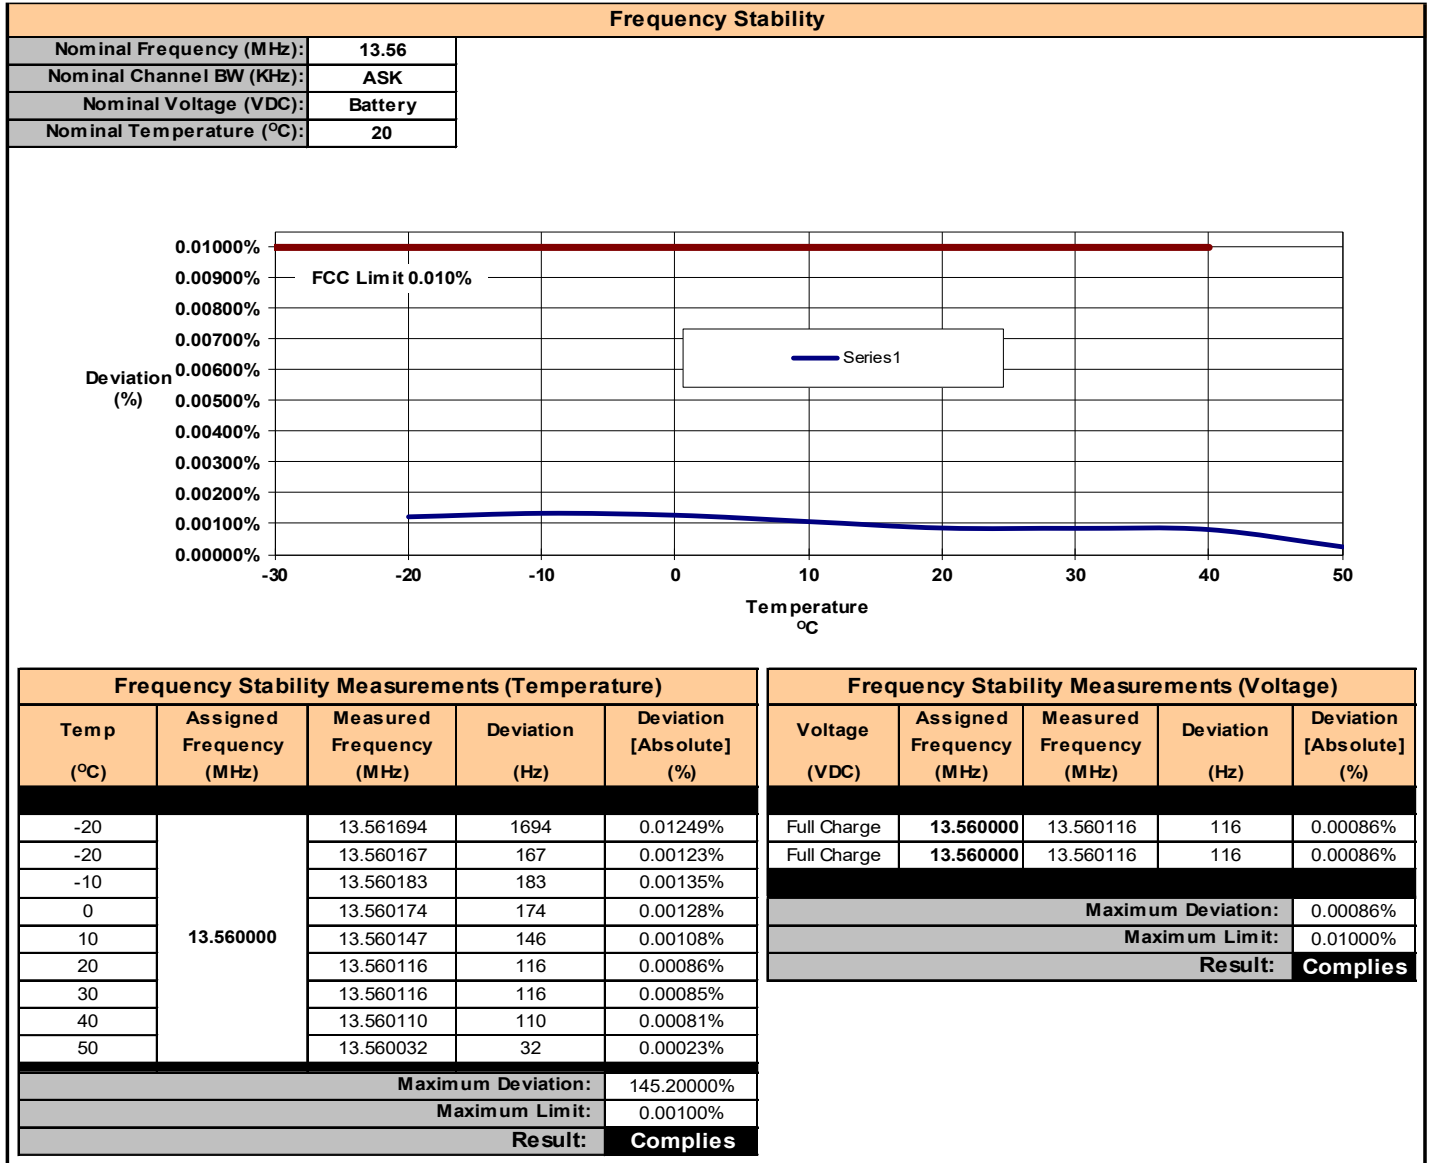 Frequency Stability
Nominal Frequency (MHz): 13.56
Nominal Channel BW (KHz): ASK
Nominal Voltage (VDC): Battery
Nominal Temperature (ºC): 20
0.01000%
0.00900%
0.00800%
0.00700%
0.00600%
0.00500%
0.00400%
0.00300%
0.00200%
0.00100%
0.00000%
FCC Limit 0.010%
Series1
Deviation
(%)
-30 -20 -10 0 10 20 30 40 50
Temperature
ºC
Frequency Stability Measurements (Temperature)
Temp Assigned Measured Deviation Deviation
Frequency Frequency [Absolute]
(ºC) (MHz) (MHz) (Hz) (%)
-20 13.561694 1694 0.01249%
-20 13.560167 167 0.00123%
-10 13.560183 183 0.00135%
0 13.560174 174 0.00128%
10 13.560000 13.560147 146 0.00108%
20 13.560116 116 0.00086%
30 13.560116 116 0.00085%
40 13.560110 110 0.00081%
50 13.560032 32 0.00023%
Maximum Deviation: 145.20000%
Maximum Limit: 0.00100%
Result: Complies
Frequency Stability Measurements (Voltage)
Voltage Assigned Measured Deviation Deviation
Frequency Frequency [Absolute]
(VDC) (MHz) (MHz) (Hz) (%)
Full Charge 13.560000 13.560116 116 0.00086%
Full Charge 13.560000 13.560116 116 0.00086%
Maximum Deviation: 0.00086%
Maximum Limit: 0.01000%
Result: Complies